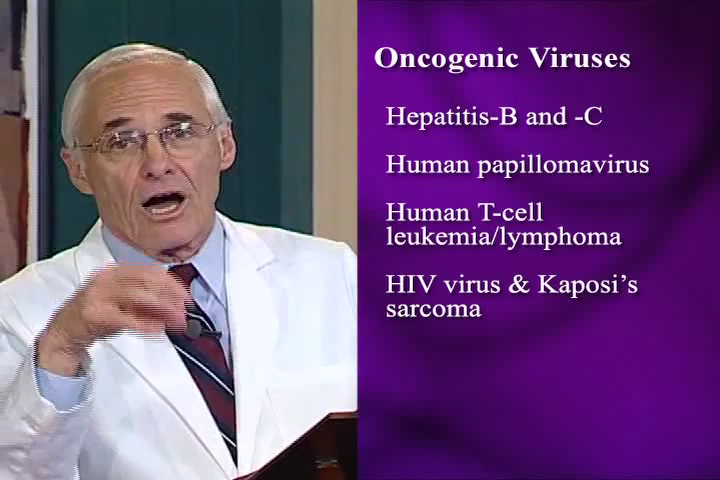 Oncogenic Viruses
Hepatitis-B and -C
Human papillomavirus
Human T-cell
leukemia/lymphoma
HIV virus & Kaposi’s
sarcoma